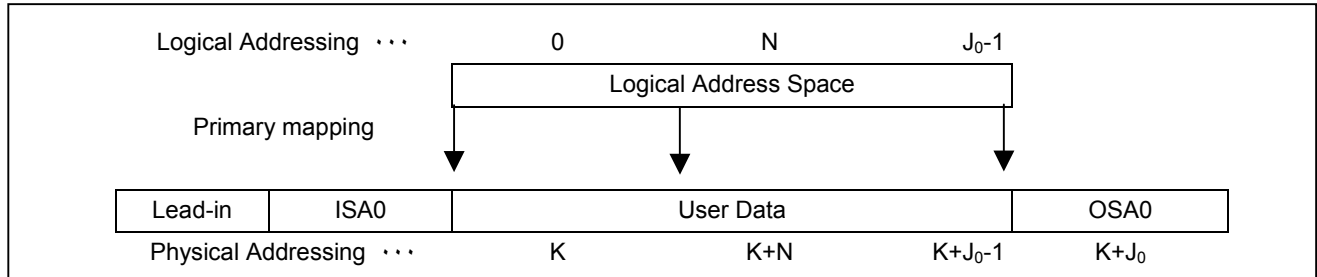 Logical Addressing ··· 0 N J₀-1
Logical Address Space
Primary mapping
Lead-in ISA0 User Data OSA0
Physical Addressing ··· K K+N K+J₀-1 K+J₀